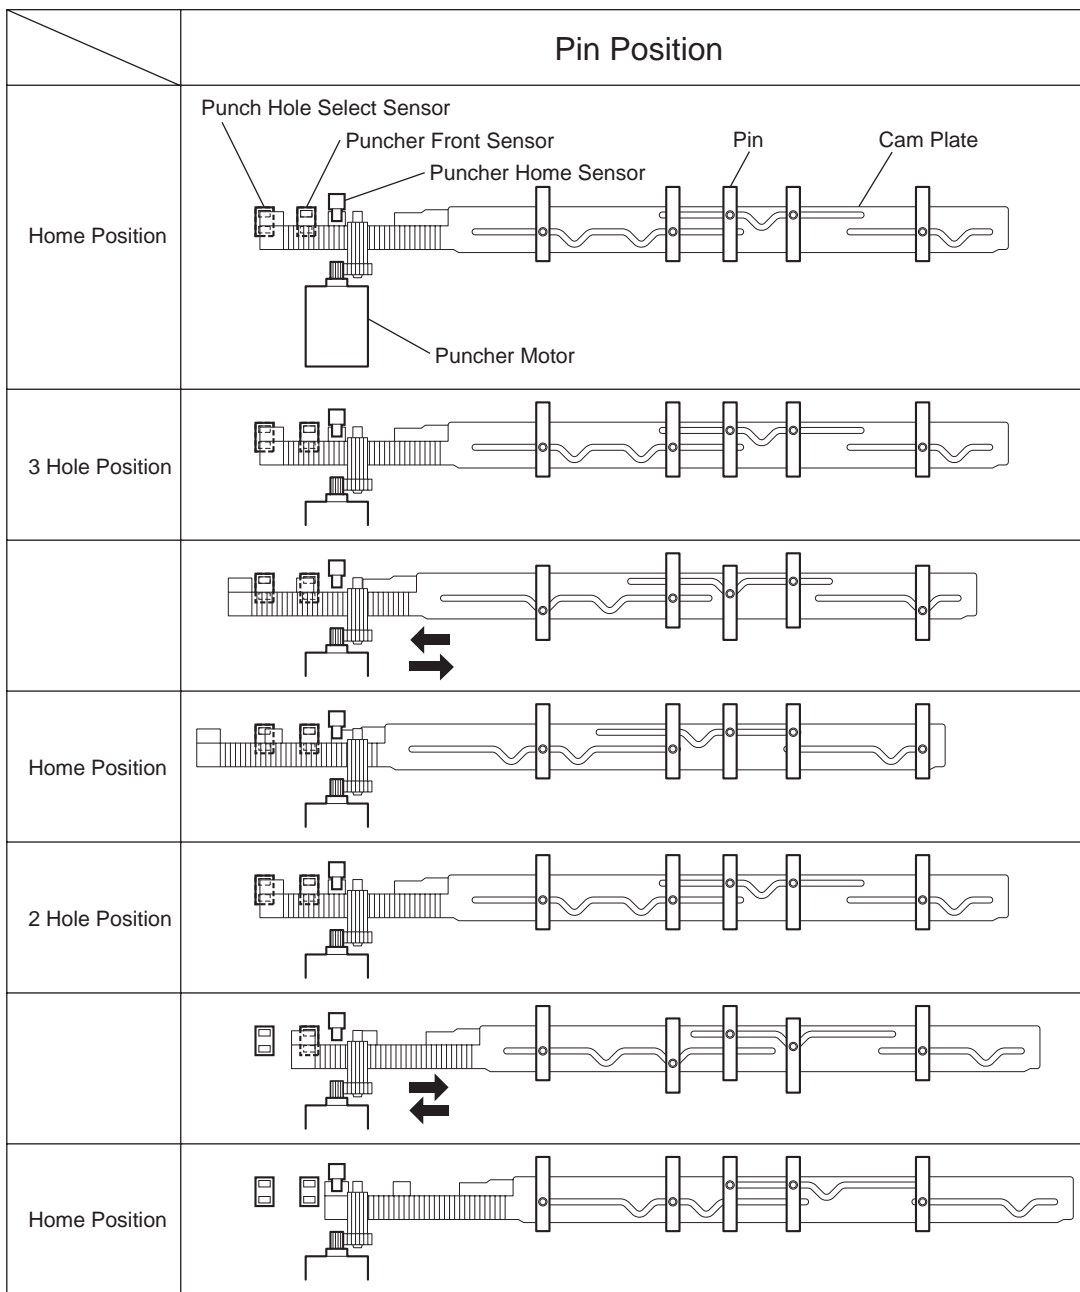 Pin Position
Punch Hole Select Sensor
Puncher Front Sensor
Pin
Cam Plate
Puncher Home Sensor
Home Position
Puncher Motor
3 Hole Position
Home Position
2 Hole Position
Home Position